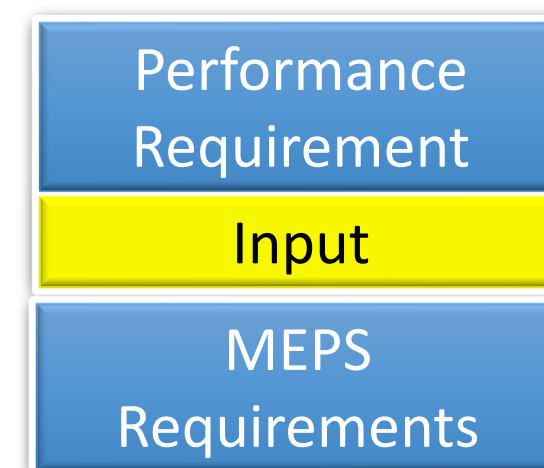 Performance
Requirement
Input
MEPS
Requirements